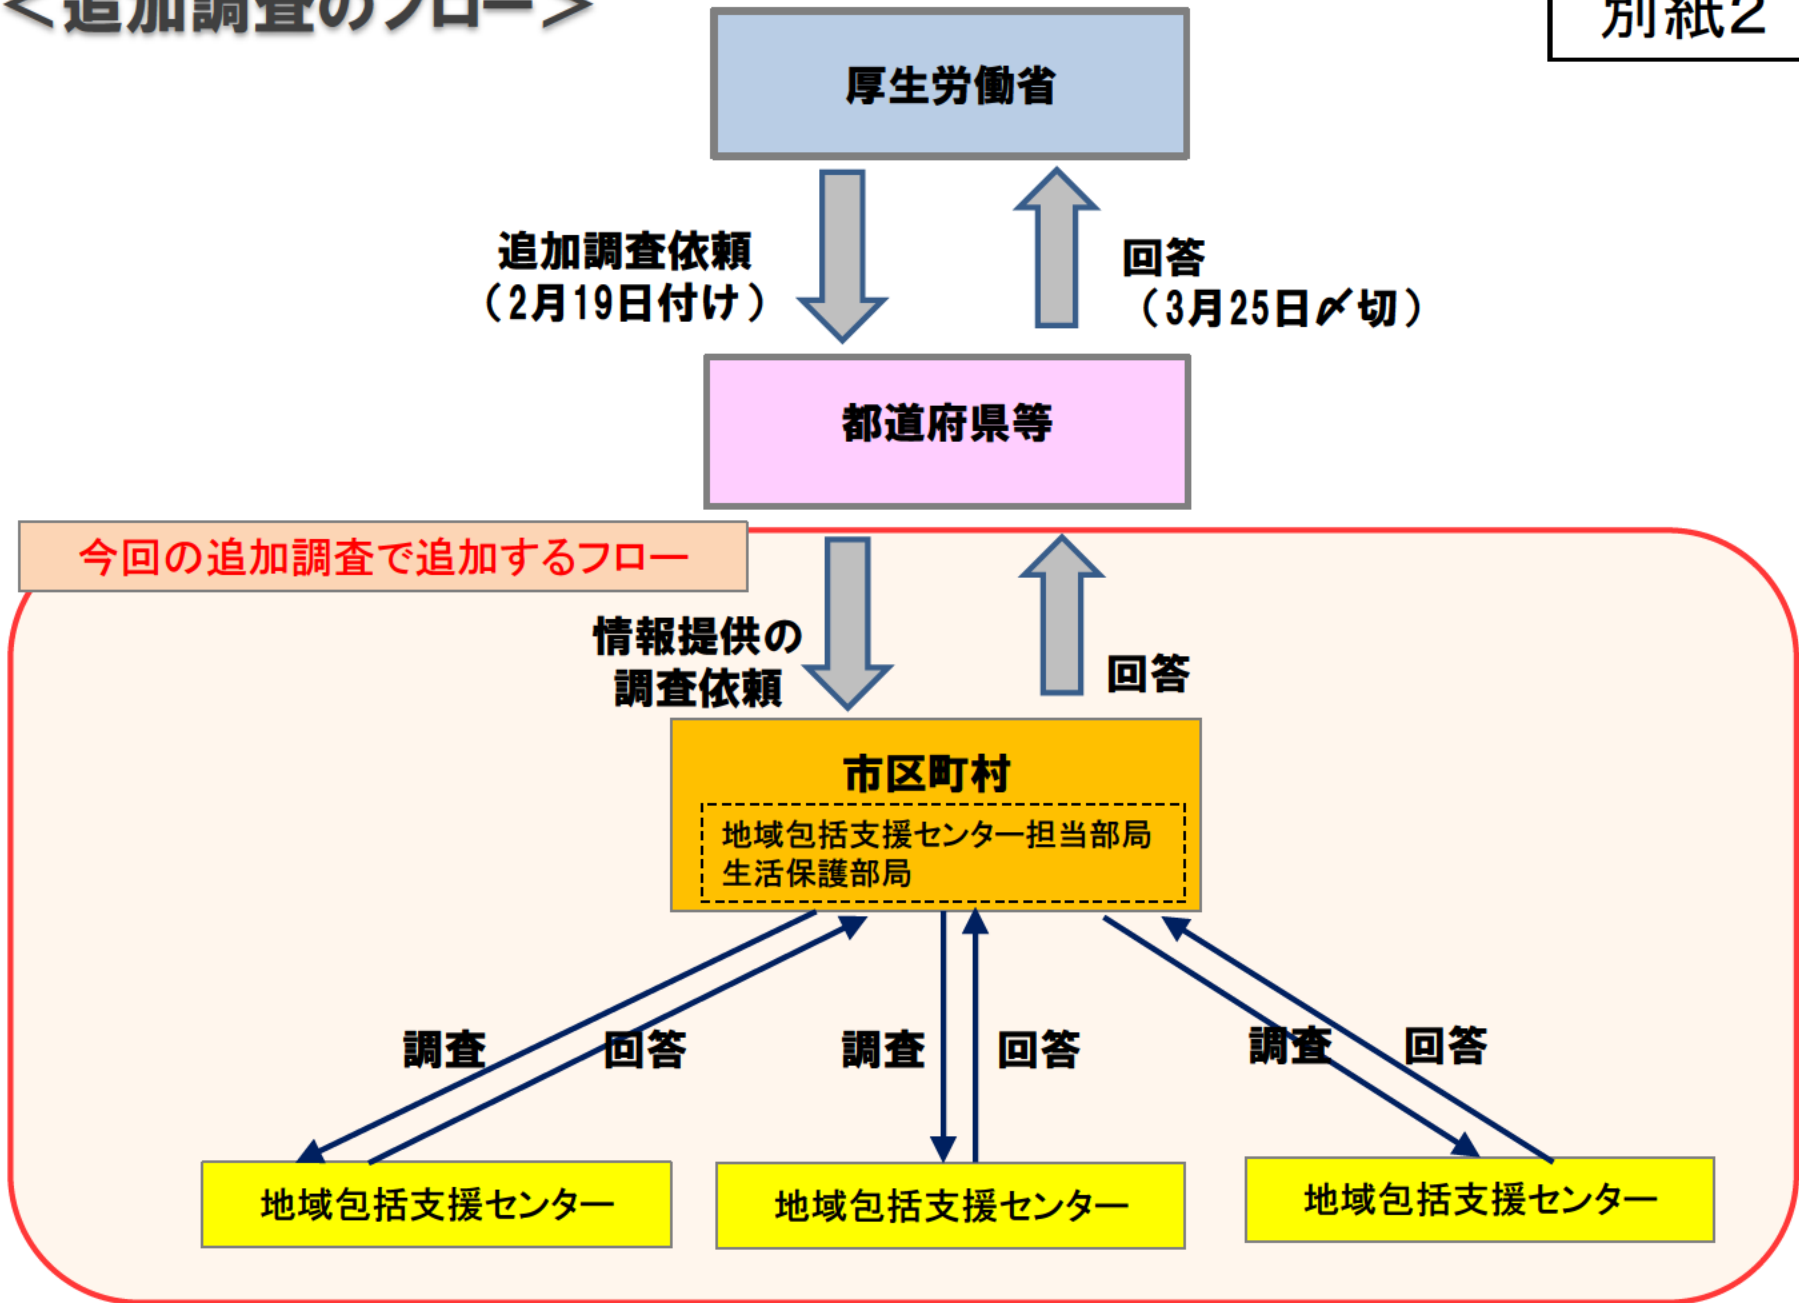 ＜追加調査のフロー＞
別紙2
厚生労働省
追加調査依頼
（2月19日付け）
回答
（3月25日〆切）
都道府県等
今回の追加調査で追加するフロー
情報提供の
調査依頼
回答
市区町村
地域包括支援センター担当部局
生活保護部局
調査
回答
調査
回答
調査
回答
地域包括支援センター
地域包括支援センター
地域包括支援センター